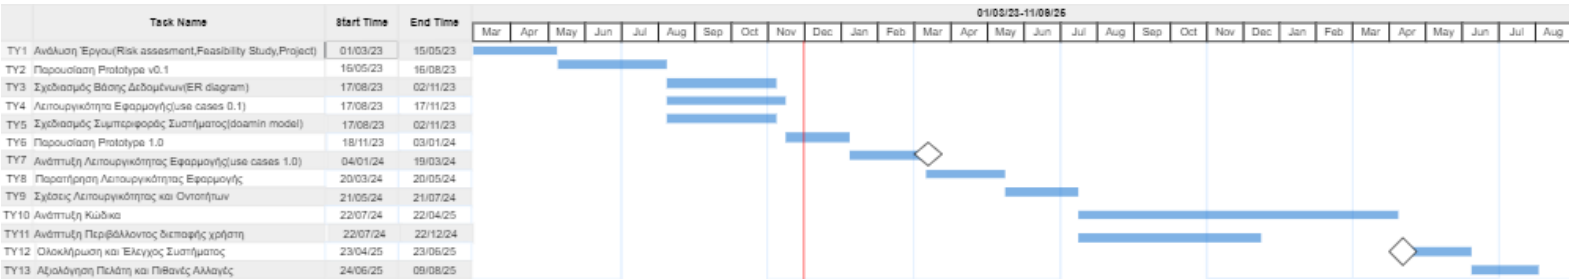 01/03/23-11/08/25
Task Name Start Time End Time
Mar Apr May Jun Jul Aug Sep Oct Nov Dec Jan Feb Mar Apr May Jun Jul Aug Sep Oct Nov Dec Jan Feb Mar Apr May Jun Jul Aug
TY1 Ανάλυση Έργου(Risk assesment,Feasibility Study,Project) 01/03/23 15/05/23
TY2 Παρουσίαση Prototype v0.1 16/05/23 16/08/23
TY3 Σχεδιασμός Βάσης Δεδομένων(ER diagram) 17/08/23 02/11/23
TY4 Λειτουργικότητα Εφαρμογής(use cases 0.1) 17/08/23 17/11/23
TY5 Σχεδιασμός Συμπεριφοράς Συστήματος(doamin model) 17/08/23 02/11/23
TY6 Παρουσίαση Prototype 1.0 18/11/23 03/01/24
TY7 Ανάπτυξη Λειτουργικότητας Εφαρμογής(use cases 1.0) 04/01/24 19/03/24
TY8 Παρατήρηση Λειτουργικότητας Εφαρμογής 20/03/24 20/05/24
TY9 Σχέσεις Λειτουργικότητας και Οντοτήτων 21/05/24 21/07/24
TY10 Ανάπτυξη Κώδικα 22/07/24 22/04/25
TY11 Ανάπτυξη Περιβάλλοντος διεπαφής χρήστη 22/07/24 22/12/24
TY12 Ολοκλήρωση και Έλεγχος Συστήματος 23/04/25 23/06/25
TY13 Αξιολόγηση Πελάτη και Πιθανές Αλλαγές 24/06/25 09/08/25